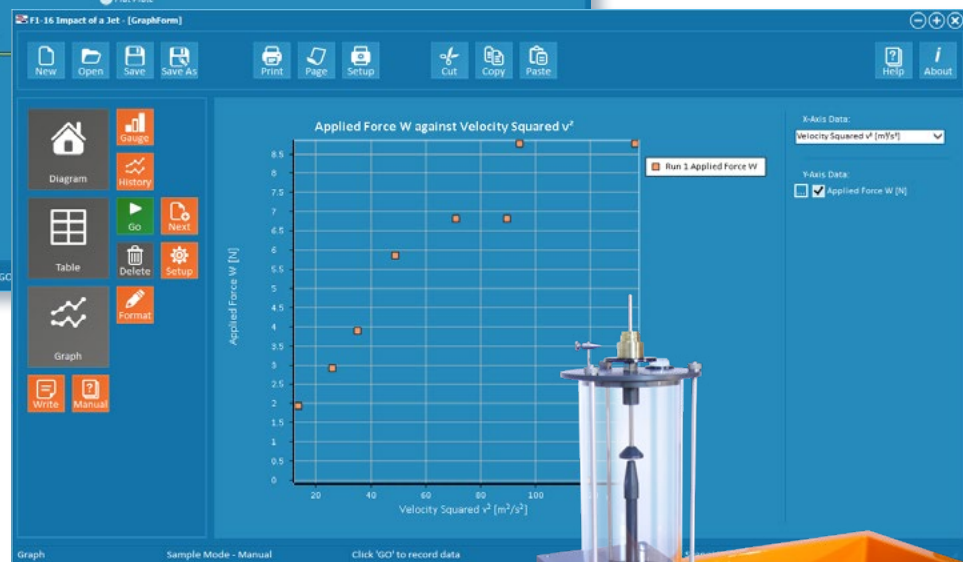 F1-16 Impact of a Jet - [GraphForm]
New
Open
Save
Save As
Print
Page
Setup
Cut
Copy
Paste
Help
About
Diagram
Gauge
History
Table
Go
Next
Delete
Setup
Graph
Format
Write
Manual
Applied Force W against Velocity Squared v²
8.5
8
7.5
7
6.5
6
5
4.5
4
3.5
3
2.5
2
1.5
1
0.5
0
Applied Force W [N]
20
40
60
80
100
Velocity Squared v² [m²/s²]
Run 1 Applied Force W
X-Axis Data:
Velocity Squared v² [m²/s²]
Y-Axis Data:
... Applied Force W [N]
Graph
Sample Mode - Manual
Click 'GO' to record data